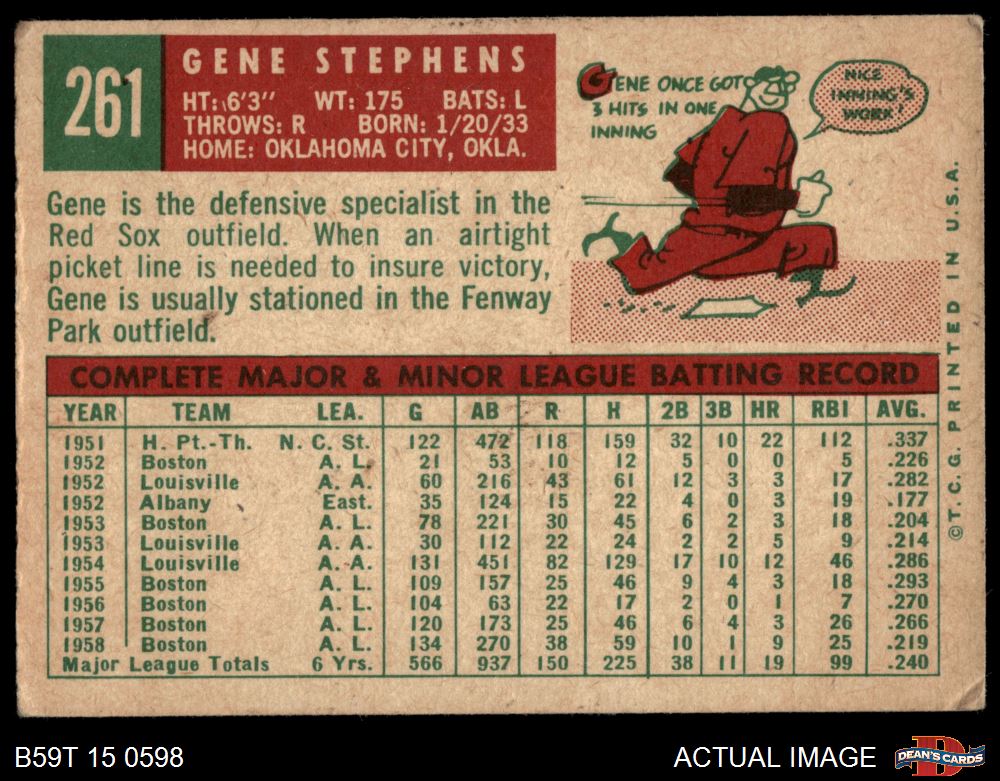 261
GENE STEPHENS
HT: 6'3" WT: 175 BATS: L
THROWS: R BORN: 1/20/33
HOME: OKLAHOMA CITY, OKLA.
GENE ONCE GOT
3 HITS IN ONE
INNING
NICE
INNING'S
WORK
Gene is the defensive specialist in the
Red Sox outfield. When an airtight
picket line is needed to insure victory,
Gene is usually stationed in the Fenway
Park outfield.
COMPLETE MAJOR & MINOR LEAGUE BATTING RECORD
YEAR TEAM LEA. G AB R H 2B 3B HR RBI AVG.
1951 H. Pt.-Th. N. C. St. 122 472 118 159 32 10 22 112 .337
1952 Boston A. L. 21 53 10 12 5 0 0 5 .226
1952 Louisville A. A. 60 216 43 61 12 3 3 17 .282
1952 Albany East. 35 124 15 22 4 0 3 19 .177
1953 Boston A. L. 78 221 30 45 6 2 3 18 .204
1953 Louisville A. A. 30 112 22 24 2 2 5 9 .214
1954 Louisville A. A. 131 451 82 129 17 10 12 46 .286
1955 Boston A. L. 109 157 25 46 9 4 3 18 .293
1956 Boston A. L. 104 63 22 17 2 0 1 7 .270
1957 Boston A. L. 120 173 25 46 6 4 3 26 .266
1958 Boston A. L. 134 270 38 59 10 1 9 25 .219
Major League Totals 6 Yrs. 566 937 150 225 38 11 19 99 .240
© T.C.G. PRINTED IN U.S.A.
B59T 15 0598
ACTUAL IMAGE
D
DEAN'S CARDS